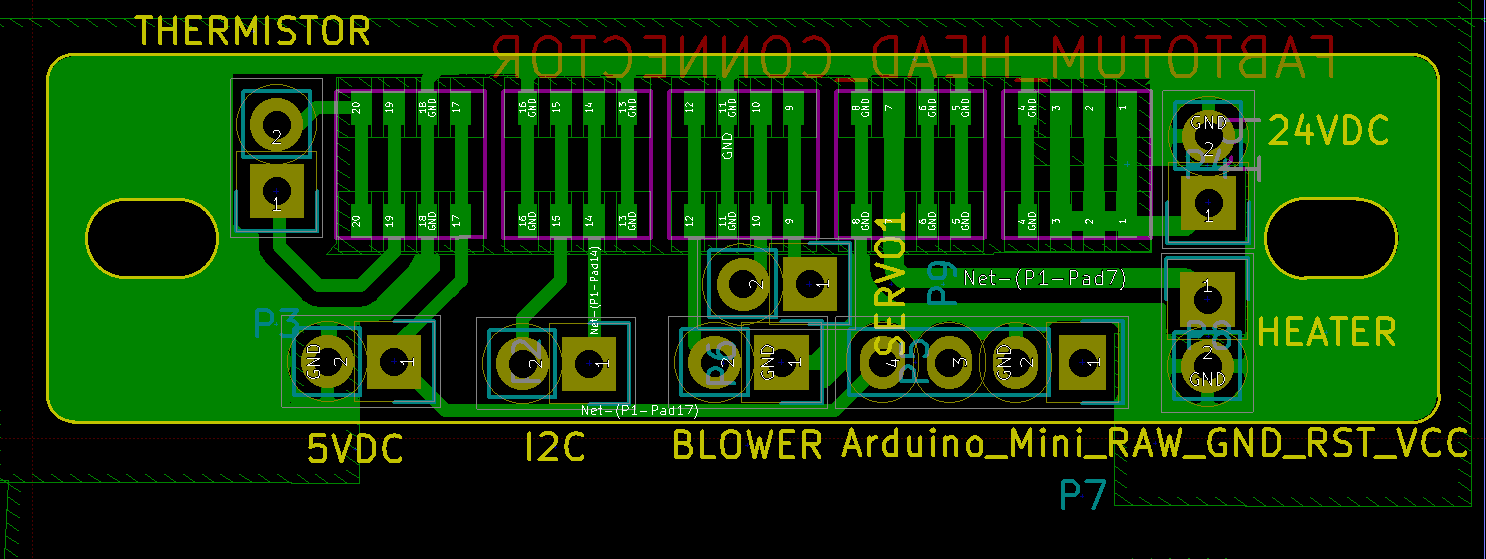 THERMISTOR
FABTOTUM HEAD CONNECTOR
20 19 18 GND 17 16 GND 15 14 13 GND 12 11 GND 10 9 8 GND 7 6 GND 5 GND 4 GND 3 2 1
2
GND
GND 2
24VDC
1
1
20 19 18 GND 17 16 GND 15 14 13 GND 12 11 GND 10 9 8 GND 7 6 GND 5 GND 4 GND 3 2 1
SERVO1
P9
Net-(P1-Pad7)
Net-(P1-Pad14)
2 1
1
P3
P8
HEATER
GND 2 1
2 1
P6
2 GND 1
P5
4 3 GND 2 1
2 GND
Net-(P1-Pad17)
5VDC
I2C
BLOWER
Arduino_Mini_RAW_GND_RST_VCC
P7